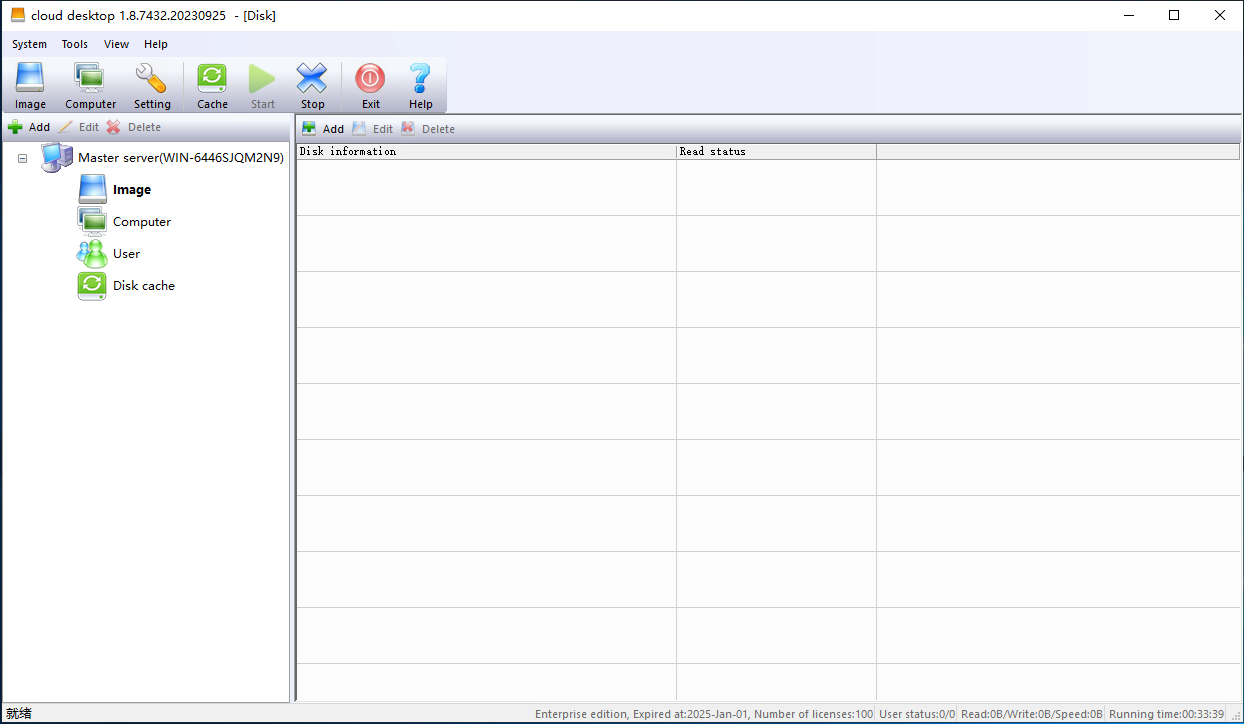 cloud desktop 1.8.7432.20230925 - [Disk]
System Tools View Help
Image Computer Setting Cache Start Stop Exit Help
Add Edit Delete
Master server(WIN-6446SJQM2N9)
Image
Computer
User
Disk cache
Add Edit Delete
Disk information Read status
就绪 Enterprise edition, Expired at:2025-Jan-01, Number of licenses:100 User status:0/0 Read:0B/Write:0B/Speed:0B Running time:00:33:39